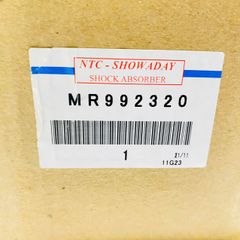 NTC - SHOWADAY
SHOCK ABSORBER
MR992320
1
11G23